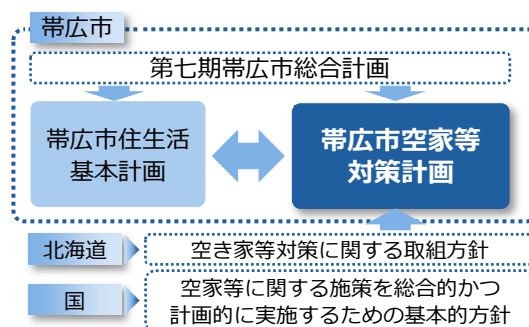 帯広市
第七期帯広市総合計画
帯広市住生活
基本計画
帯広市空家等
対策計画
北海道
空き家等対策に関する取組方針
国
空家等に関する施策を総合的かつ
計画的に実施するための基本的方針